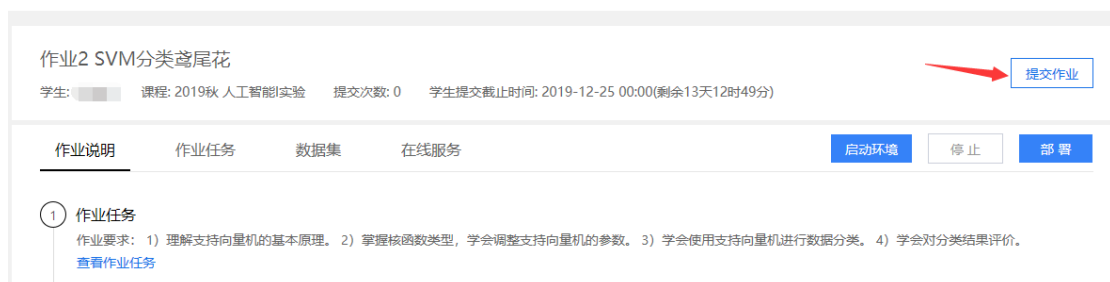 作业2 SVM分类鸢尾花
提交作业
学生: 课程: 2019秋 人工智能I实验 提交次数: 0 学生提交截止时间: 2019-12-25 00:00(剩余13天12时49分)
作业说明 作业任务 数据集 在线服务 启动环境 停止 部署
1 作业任务
作业要求: 1）理解支持向量机的基本原理。 2）掌握核函数类型，学会调整支持向量机的参数。 3）学会使用支持向量机进行数据分类。 4）学会对分类结果评价。
查看作业任务